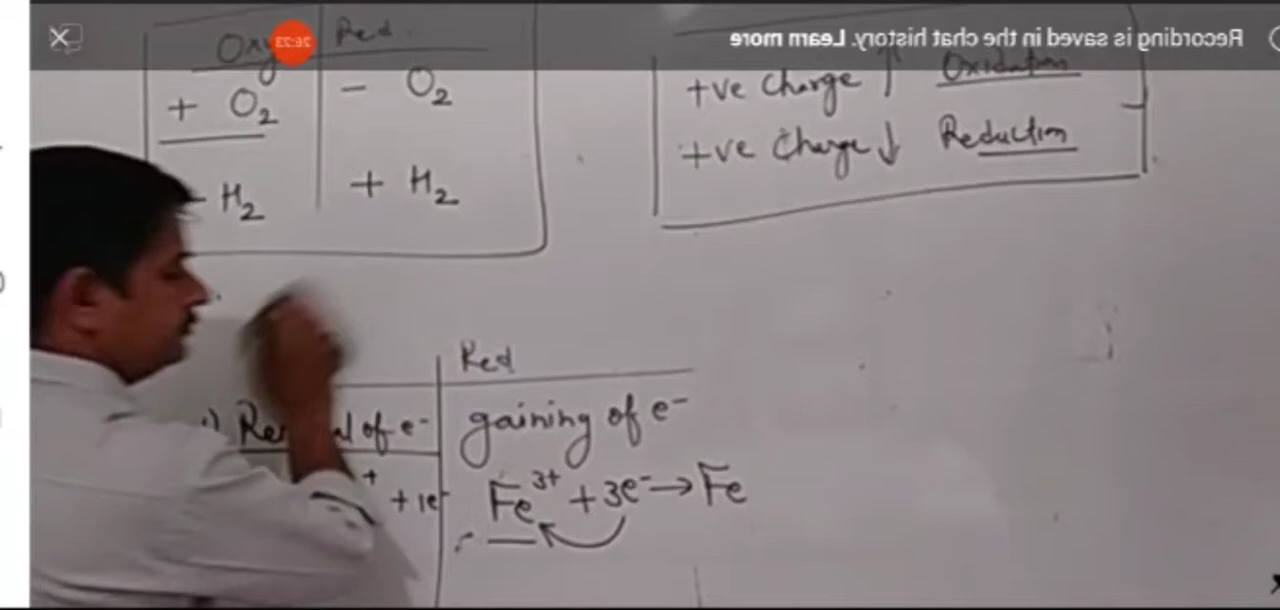 Recording is saved in the chat history. Learn more
Red
+ O₂ - O₂
- H₂ + H₂
+ve Charge ↑ Oxidation
+ve Charge ↓ Reduction
Red
of e⁻ gaining of e⁻
+ + 1e⁻ Fe³⁺ + 3e⁻ → Fe